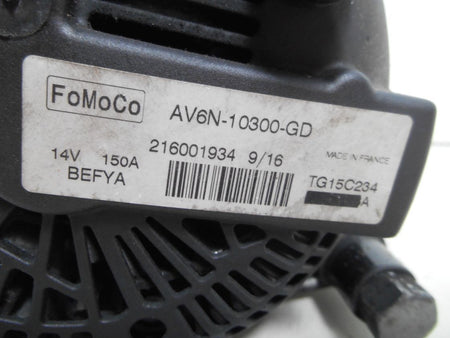 FoMoCo
AV6N-10300-GD
216001934 9/16
14V 150A
MADE IN FRANCE
BEFYA
TG15C234